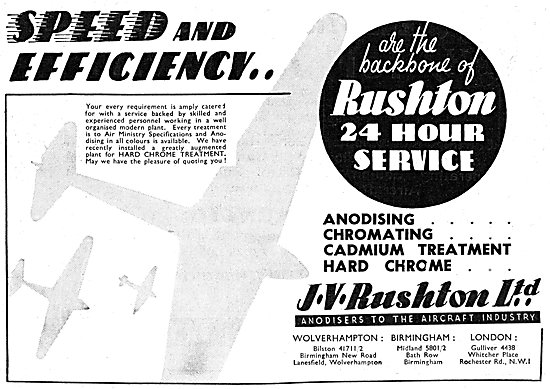 SPEED AND
EFFICIENCY..
are the
backbone of
Rushton
24 HOUR
SERVICE
Your every requirement is amply catered
for with a service backed by skilled and
experienced personnel working in a well
organised modern plant. Every treatment
is to Air Ministry Specifications and Ano-
dising in all colours is available. We have
recently installed a greatly augmented
plant for HARD CHROME TREATMENT.
May we have the pleasure of quoting you!
ANODISING . . . . .
CHROMATING . . . .
CADMIUM TREATMENT
HARD CHROME . . .
J.V. Rushton Ltd.
ANODISERS TO THE AIRCRAFT INDUSTRY
WOLVERHAMPTON : BIRMINGHAM : LONDON :
Bilston 41711/2 Midland 5801/2 Gulliver 4438
Birmingham New Road Bath Row Whitcher Place
Lanesfield, Wolverhampton Birmingham Rochester Rd., N.W.1